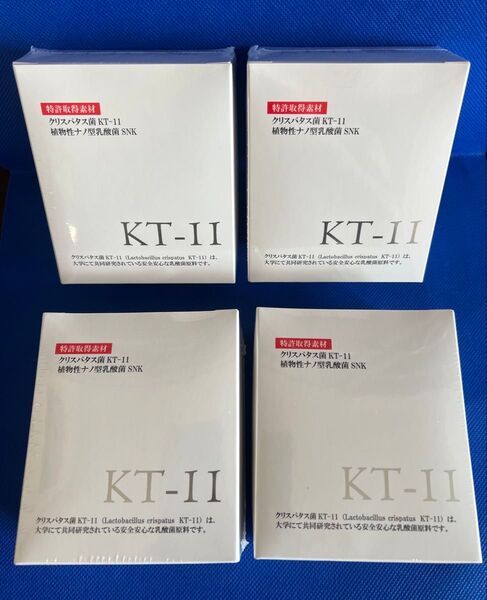 特許取得素材
クリスパタス菌 KT-11
植物性ナノ型乳酸菌 SNK
KT-11
クリスパタス菌 KT-11（Lactobacillus crispatus KT-11）は、
大学にて共同研究されている安全安心な乳酸菌原料です。
特許取得素材
クリスパタス菌 KT-11
植物性ナノ型乳酸菌 SNK
KT-11
クリスパタス菌 KT-11（Lactobacillus crispatus KT-11）は、
大学にて共同研究されている安全安心な乳酸菌原料です。
特許取得素材
クリスパタス菌 KT-11
植物性ナノ型乳酸菌 SNK
KT-11
クリスパタス菌 KT-11（Lactobacillus crispatus KT-11）は、
大学にて共同研究されている安全安心な乳酸菌原料です。
特許取得素材
クリスパタス菌 KT-11
植物性ナノ型乳酸菌 SNK
KT-11
クリスパタス菌 KT-11（Lactobacillus crispatus KT-11）は、
大学にて共同研究されている安全安心な乳酸菌原料です。